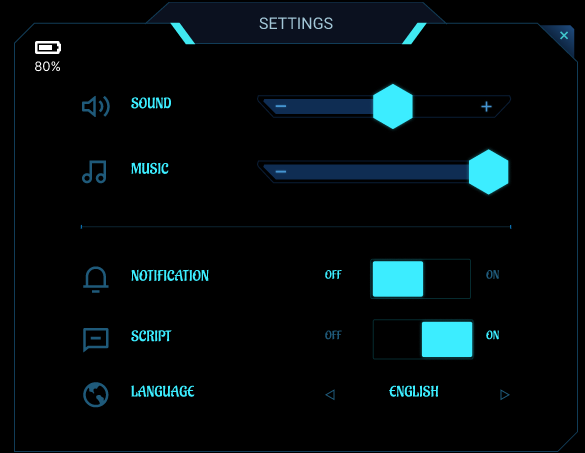 SETTINGS
80%
SOUND
MUSIC
NOTIFICATION OFF ON
SCRIPT OFF ON
LANGUAGE ENGLISH